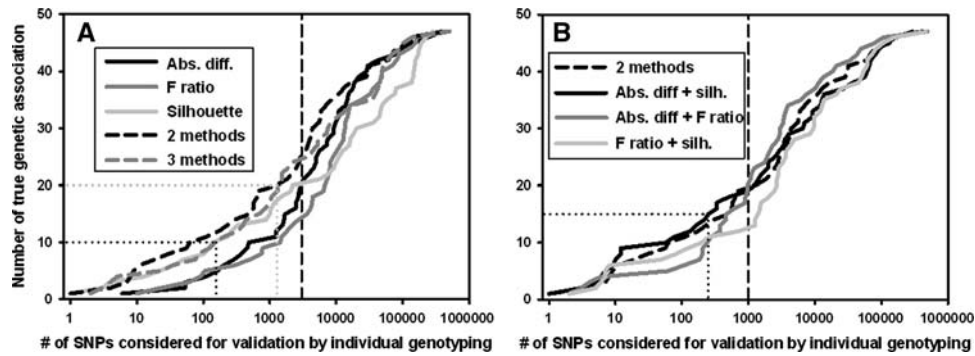 A
Number of true genetic association
50
40
30
20
10
0
Abs. diff.
F ratio
Silhouette
2 methods
3 methods
1 10 100 1000 10000 100000 1000000
# of SNPs considered for validation by individual genotyping
B
50
40
30
20
10
0
2 methods
Abs. diff + silh.
Abs. diff + F ratio
F ratio + silh.
1 10 100 1000 10000 100000 1000000
# of SNPs considered for validation by individual genotyping